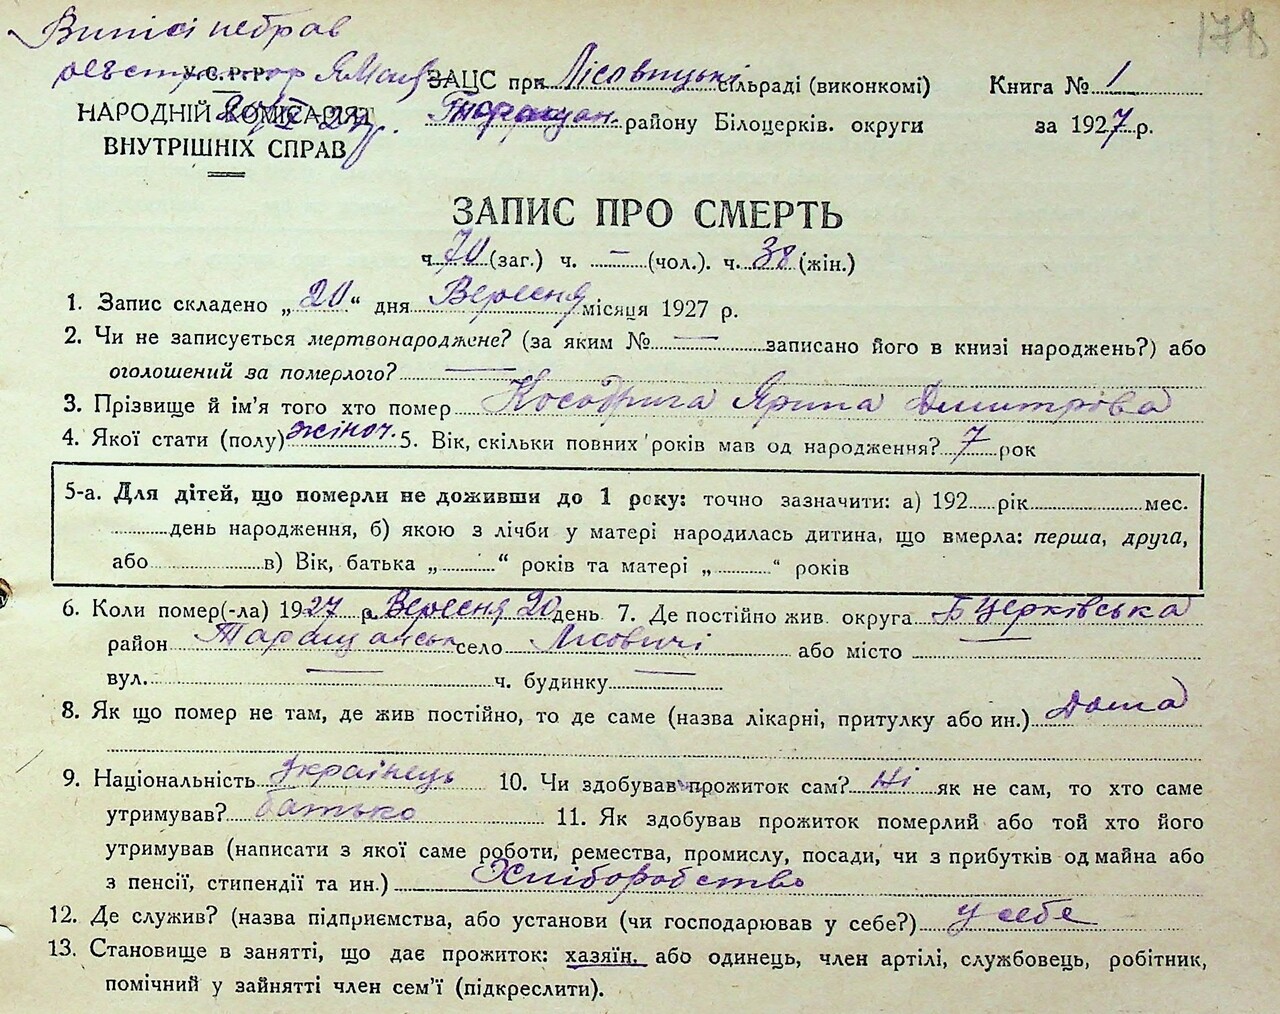 Виписі не брав
178
У.С.Р.Р.
НАРОДНІЙ КОМІСАРІЯТ
ВНУТРІШНІХ СПРАВ
ЗАЦС при Лісовицькі сільраді (виконкомі)
Таращан. району Білоцерків. округи
Книга № 1
за 1927 р.
ЗАПИС ПРО СМЕРТЬ
ч. 70 (заг.) ч. — (чол.). ч. 38 (жін.)
1. Запис складено „20“ дня Вересня місяця 1927 р.
2. Чи не записується мертвонароджене? (за яким № — записано його в книзі народжень?) або
оголошений за померлого? —
3. Прізвище й ім'я того хто помер Косодрига Ярина Дмитрова
4. Якої стати (полу) жіноч. 5. Вік, скільки повних років мав од народження? 7 рок
5-а. Для дітей, що померли не доживши до 1 року: точно зазначити: а) 192 рік мес.
день народження, б) якою з лічби у матері народилась дитина, що вмерла: перша, друга,
або в) Вік, батька „ “ років та матері „ “ років
6. Коли помер(-ла) 1927 р. Вересня 20 день 7. Де постійно жив. округа Б Церківська
район Таращанськ село Лісовичі або місто —
вул. — ч. будинку —
8. Як що помер не там, де жив постійно, то де саме (назва лікарні, притулку або ин.) Дома
9. Національність Українець 10. Чи здобував прожиток сам? Ні як не сам, то хто саме
утримував? батько 11. Як здобував прожиток померлий або той хто його
утримував (написати з якої саме роботи, ремества, промислу, посади, чи з прибутків од майна або
з пенсії, стипендії та ин.) Хліборобство
12. Де служив? (назва підприємства, або установи (чи господарював у себе?) у себе
13. Становище в занятті, що дає прожиток: хазяїн, або одинець, член артілі, службовець, робітник,
помічний у зайнятті член сем'ї (підкреслити).